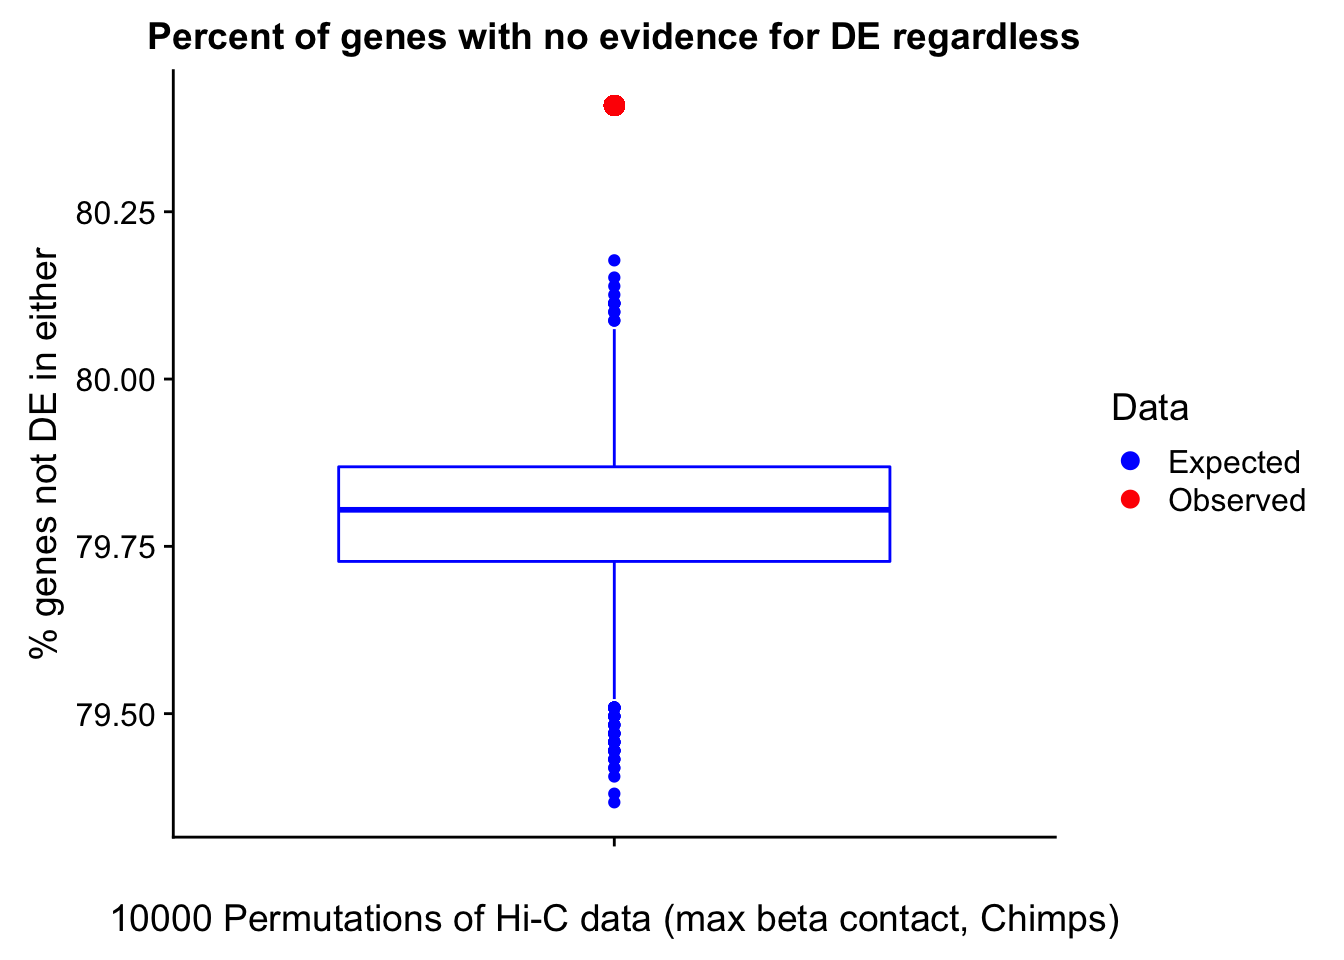 Percent of genes with no evidence for DE regardless
% genes not DE in either
80.25
80.00
79.75
79.50
10000 Permutations of Hi-C data (max beta contact, Chimps)
Data
Expected
Observed